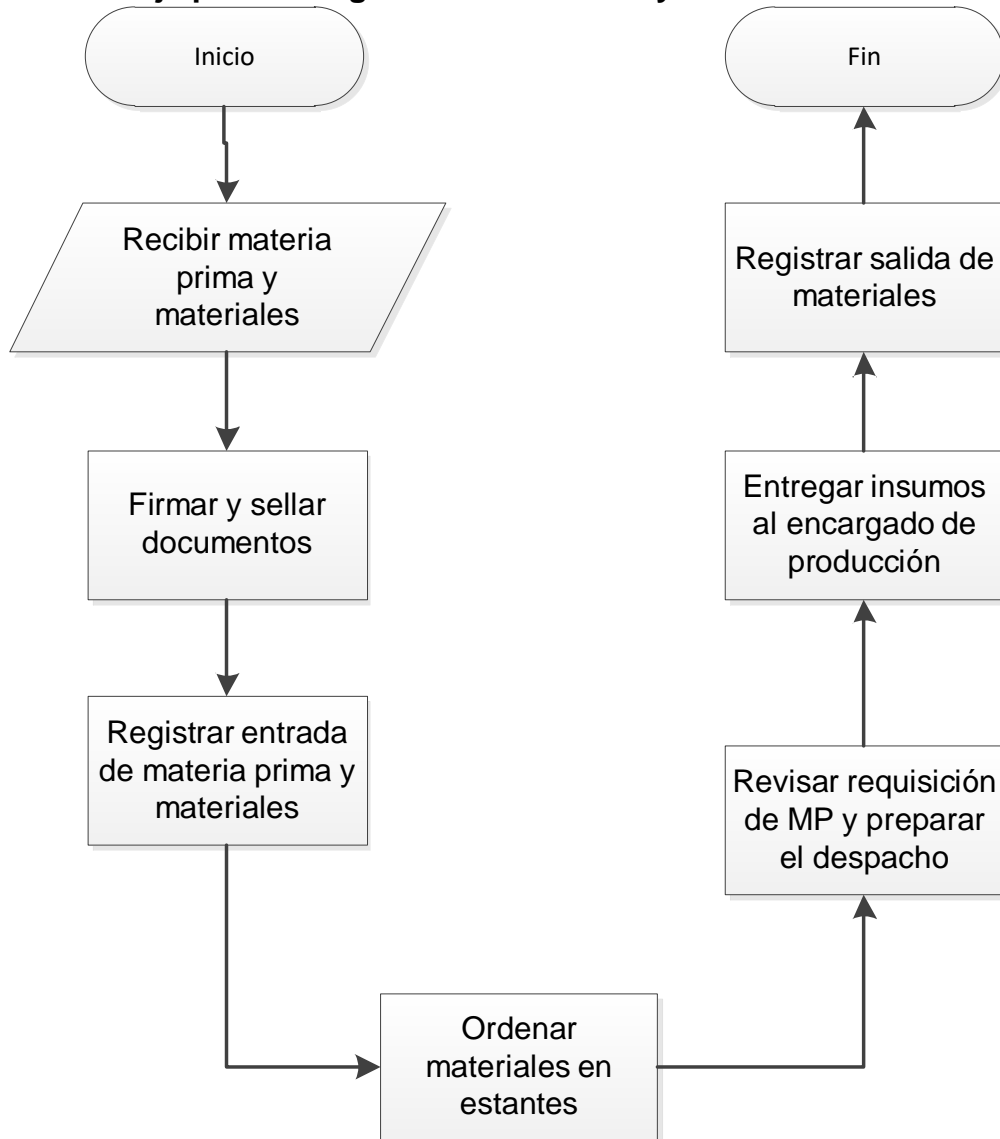 Inicio
Recibir materia
prima y
materiales
Firmar y sellar
documentos
Registrar entrada
de materia prima y
materiales
Ordenar
materiales en
estantes
Revisar requisición
de MP y preparar
el despacho
Entregar insumos
al encargado de
producción
Registrar salida de
materiales
Fin